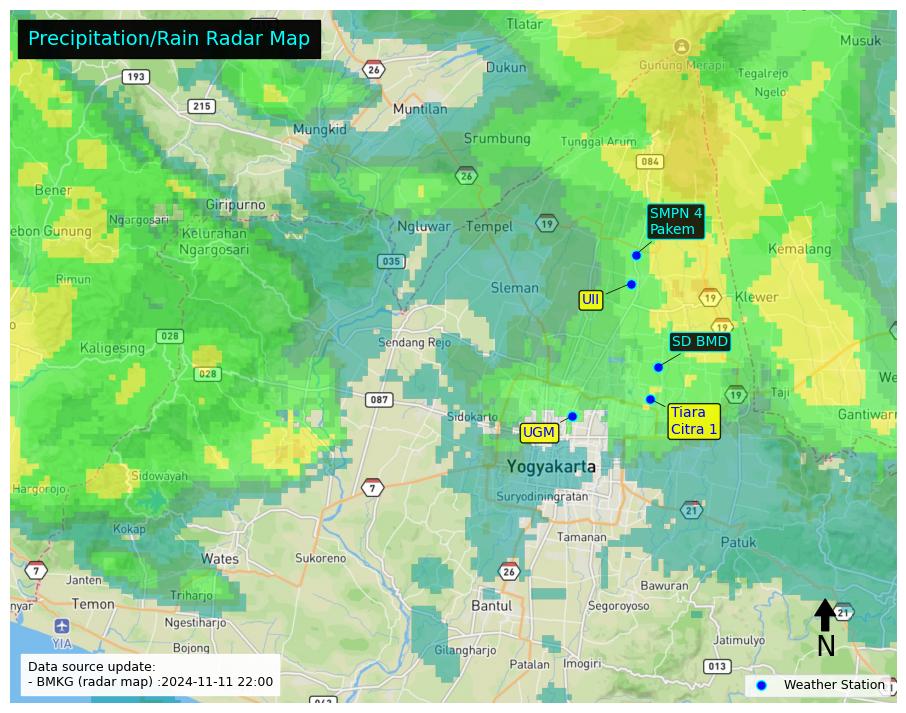 Precipitation/Rain Radar Map
Tlatar
Musuk
26
Dukun
Gunung Merapi
Tegalrejo
193
Ngelo
215
Muntilan
Mungkid
Srumbung
Tunggal Arum
084
26
Bener
Ngargosari
Giripurno
SMPN 4
Pakem
ebon Gunung
Kelurahan
Ngargosari
Ngluwar
Tempel
19
Kemalang
035
Rimun
Sleman
UII
19
Klewer
19
028
Sendang Rejo
SD BMD
Kaligesing
028
We
087
19
Taji
Sidokarto
Tiara
Citra 1
Gantiwar
UGM
Yogyakarta
Sidowayah
Hargorojo
7
Suryodiningratan
21
Kokap
Tamanan
Patuk
Wates
Sukoreno
7
26
Janten
Bawuran
Triharjo
nyar
Temon
Bantul
Segoroyoso
21
Ngestiharjo
YIA
N
Jatimulyo
Bojong
Gilangharjo
Patalan
Imogiri
013
Data source update:
- BMKG (radar map) :2024-11-11 22:00
Weather Station